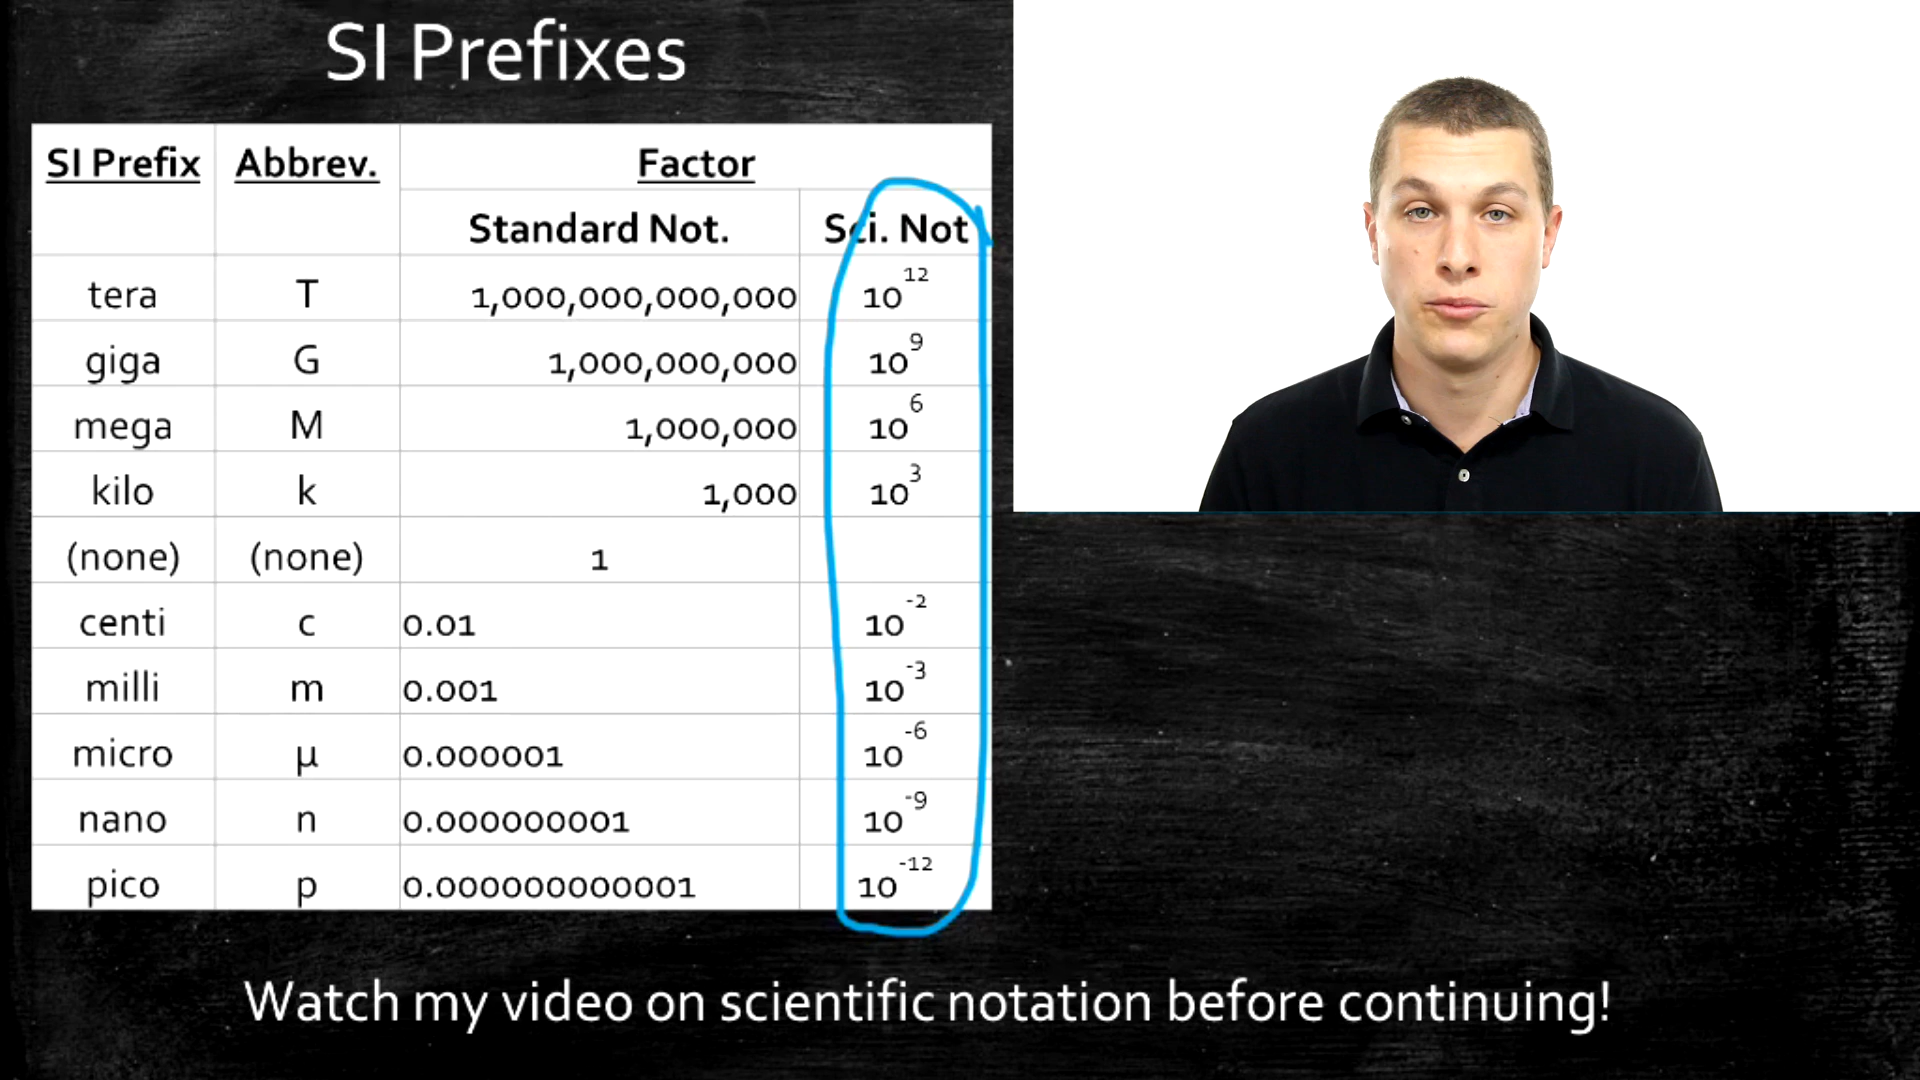 SI Prefixes
SI Prefix Abbrev. Factor
Standard Not. Sci. Not
tera T 1,000,000,000,000 10^12
giga G 1,000,000,000 10^9
mega M 1,000,000 10^6
kilo k 1,000 10^3
(none) (none) 1
centi c 0.01 10^-2
milli m 0.001 10^-3
micro µ 0.000001 10^-6
nano n 0.000000001 10^-9
pico p 0.000000000001 10^-12
Watch my video on scientific notation before continuing!